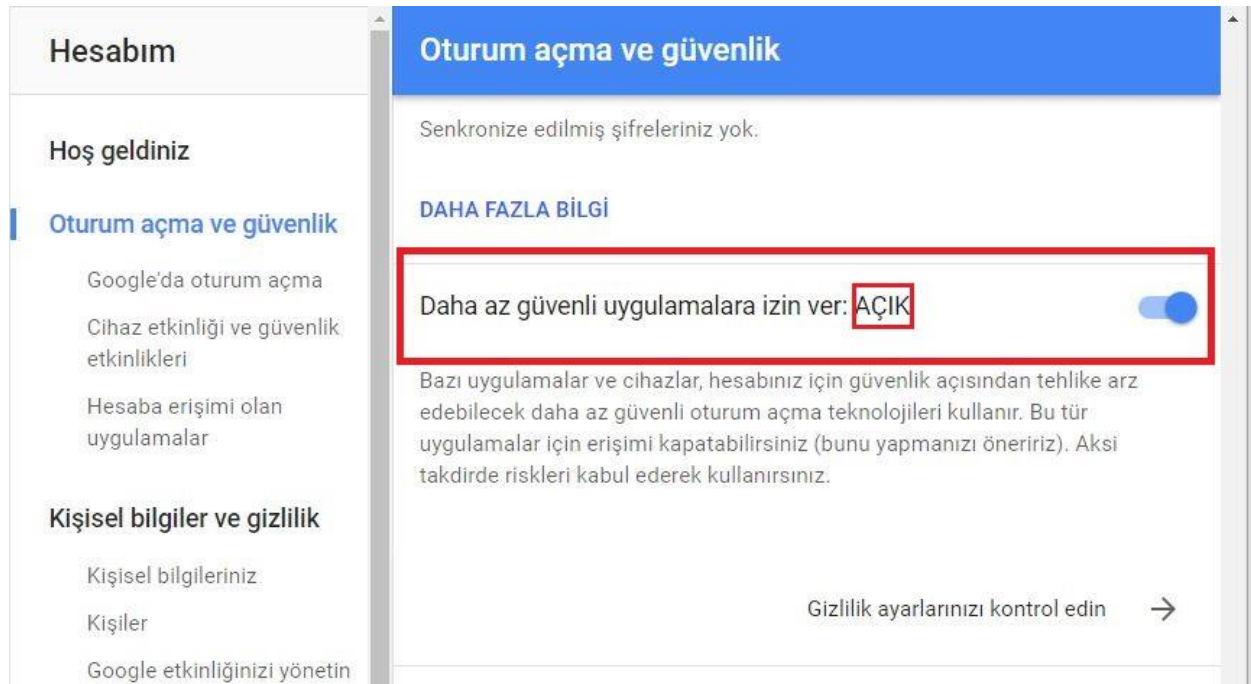 Hesabım
Hoş geldiniz
Oturum açma ve güvenlik
Google'da oturum açma
Cihaz etkinliği ve güvenlik
etkinlikleri
Hesaba erişimi olan
uygulamalar
Kişisel bilgiler ve gizlilik
Kişisel bilgileriniz
Kişiler
Google etkinliğinizi yönetin
Oturum açma ve güvenlik
Senkronize edilmiş şifreleriniz yok.
DAHA FAZLA BİLGİ
Daha az güvenli uygulamalara izin ver: AÇIK
Bazı uygulamalar ve cihazlar, hesabınız için güvenlik açısından tehlike arz
edebilecek daha az güvenli oturum açma teknolojileri kullanır. Bu tür
uygulamalar için erişimi kapatabilirsiniz (bunu yapmanızı öneririz). Aksi
takdirde riskleri kabul ederek kullanırsınız.
Gizlilik ayarlarınızı kontrol edin